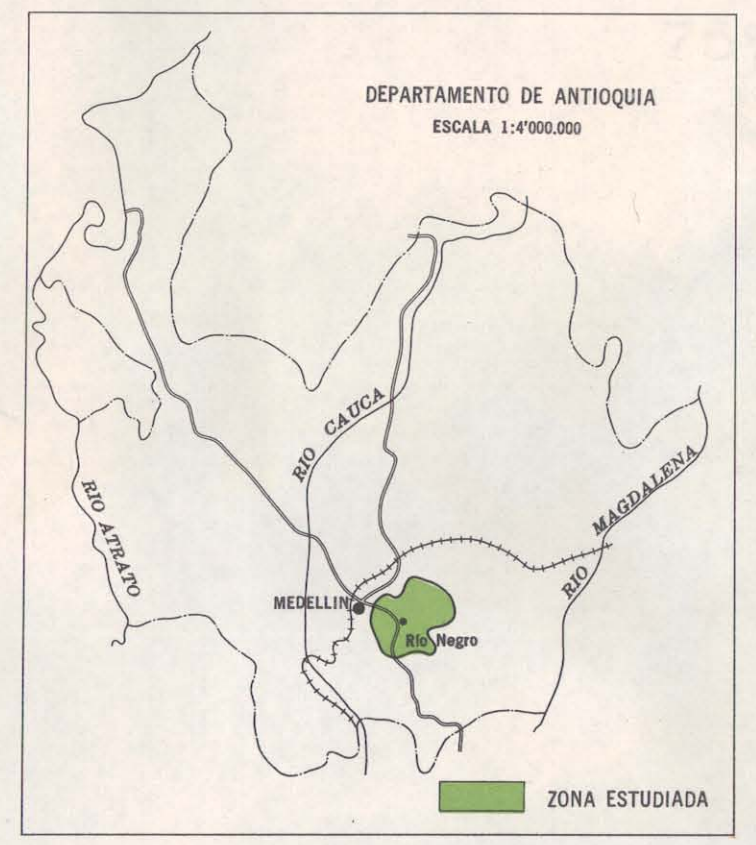 DEPARTAMENTO DE ANTIOQUIA
ESCALA 1:4'000.000
RIO CAUCA
RIO ATRATO
RIO MAGDALENA
MEDELLIN
Río Negro
ZONA ESTUDIADA